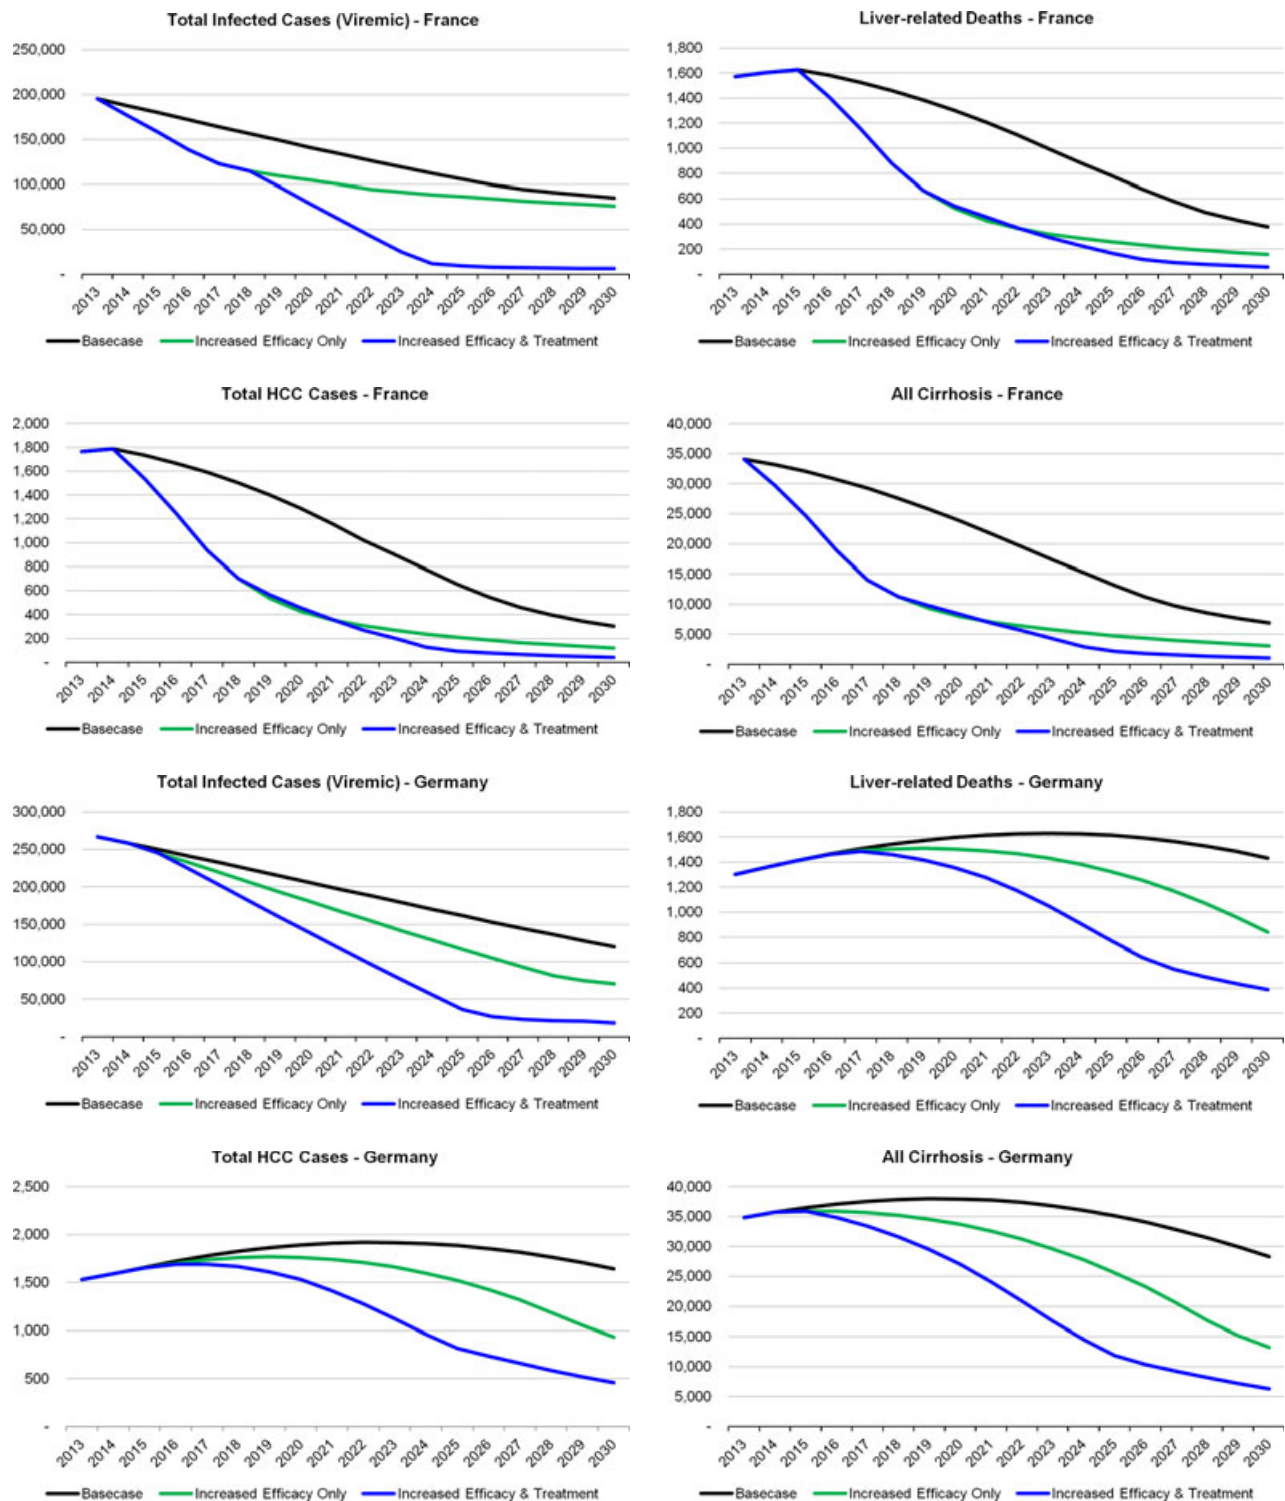 Total Infected Cases (Viremic) - France
250,000
200,000
150,000
100,000
50,000
-
2013 2014 2015 2016 2017 2018 2019 2020 2021 2022 2023 2024 2025 2026 2027 2028 2029 2030
Basecase Increased Efficacy Only Increased Efficacy & Treatment
Liver-related Deaths - France
1,800
1,600
1,400
1,200
1,000
800
600
400
200
-
2013 2014 2015 2016 2017 2018 2019 2020 2021 2022 2023 2024 2025 2026 2027 2028 2029 2030
Basecase Increased Efficacy Only Increased Efficacy & Treatment
Total HCC Cases - France
2,000
1,800
1,600
1,400
1,200
1,000
800
600
400
200
-
2013 2014 2015 2016 2017 2018 2019 2020 2021 2022 2023 2024 2025 2026 2027 2028 2029 2030
Basecase Increased Efficacy Only Increased Efficacy & Treatment
All Cirrhosis - France
40,000
35,000
30,000
25,000
20,000
15,000
10,000
5,000
-
2013 2014 2015 2016 2017 2018 2019 2020 2021 2022 2023 2024 2025 2026 2027 2028 2029 2030
Basecase Increased Efficacy Only Increased Efficacy & Treatment
Total Infected Cases (Viremic) - Germany
300,000
250,000
200,000
150,000
100,000
50,000
-
2013 2014 2015 2016 2017 2018 2019 2020 2021 2022 2023 2024 2025 2026 2027 2028 2029 2030
Basecase Increased Efficacy Only Increased Efficacy & Treatment
Liver-related Deaths - Germany
1,800
1,600
1,400
1,200
1,000
800
600
400
200
-
2013 2014 2015 2016 2017 2018 2019 2020 2021 2022 2023 2024 2025 2026 2027 2028 2029 2030
Basecase Increased Efficacy Only Increased Efficacy & Treatment
Total HCC Cases - Germany
2,500
2,000
1,500
1,000
500
-
2013 2014 2015 2016 2017 2018 2019 2020 2021 2022 2023 2024 2025 2026 2027 2028 2029 2030
Basecase Increased Efficacy Only Increased Efficacy & Treatment
All Cirrhosis - Germany
40,000
35,000
30,000
25,000
20,000
15,000
10,000
5,000
-
2013 2014 2015 2016 2017 2018 2019 2020 2021 2022 2023 2024 2025 2026 2027 2028 2029 2030
Basecase Increased Efficacy Only Increased Efficacy & Treatment